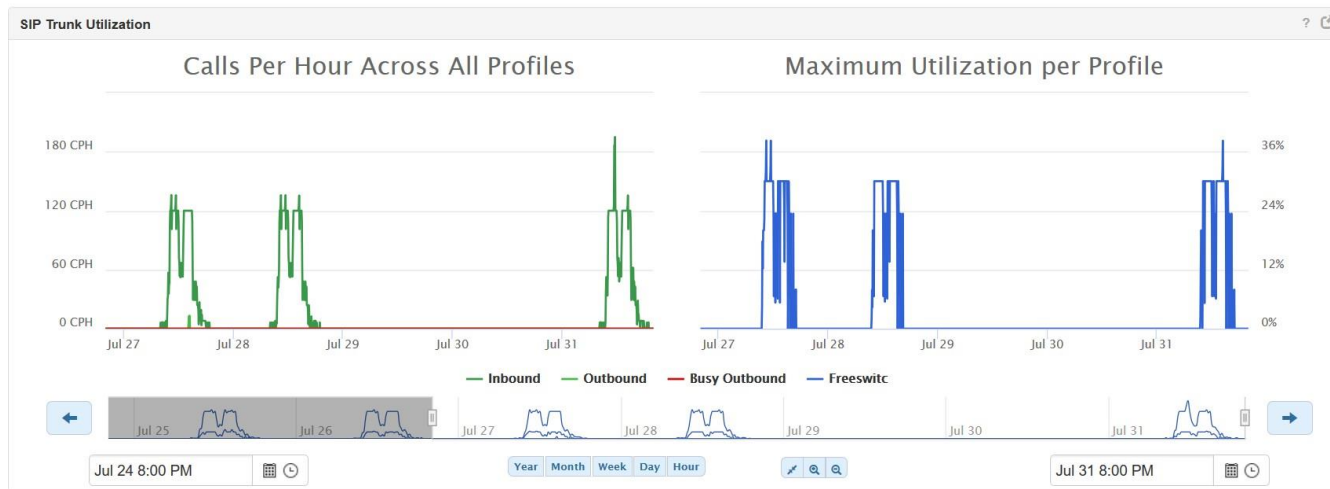 SIP Trunk Utilization ?
Calls Per Hour Across All Profiles
180 CPH
120 CPH
60 CPH
0 CPH
Jul 27 Jul 28 Jul 29 Jul 30 Jul 31
Maximum Utilization per Profile
36%
24%
12%
0%
Jul 27 Jul 28 Jul 29 Jul 30 Jul 31
Inbound Outbound Busy Outbound Freeswitc
Jul 25 Jul 26 Jul 27 Jul 28 Jul 29 Jul 30 Jul 31
Jul 24 8:00 PM
Year Month Week Day Hour
Jul 31 8:00 PM